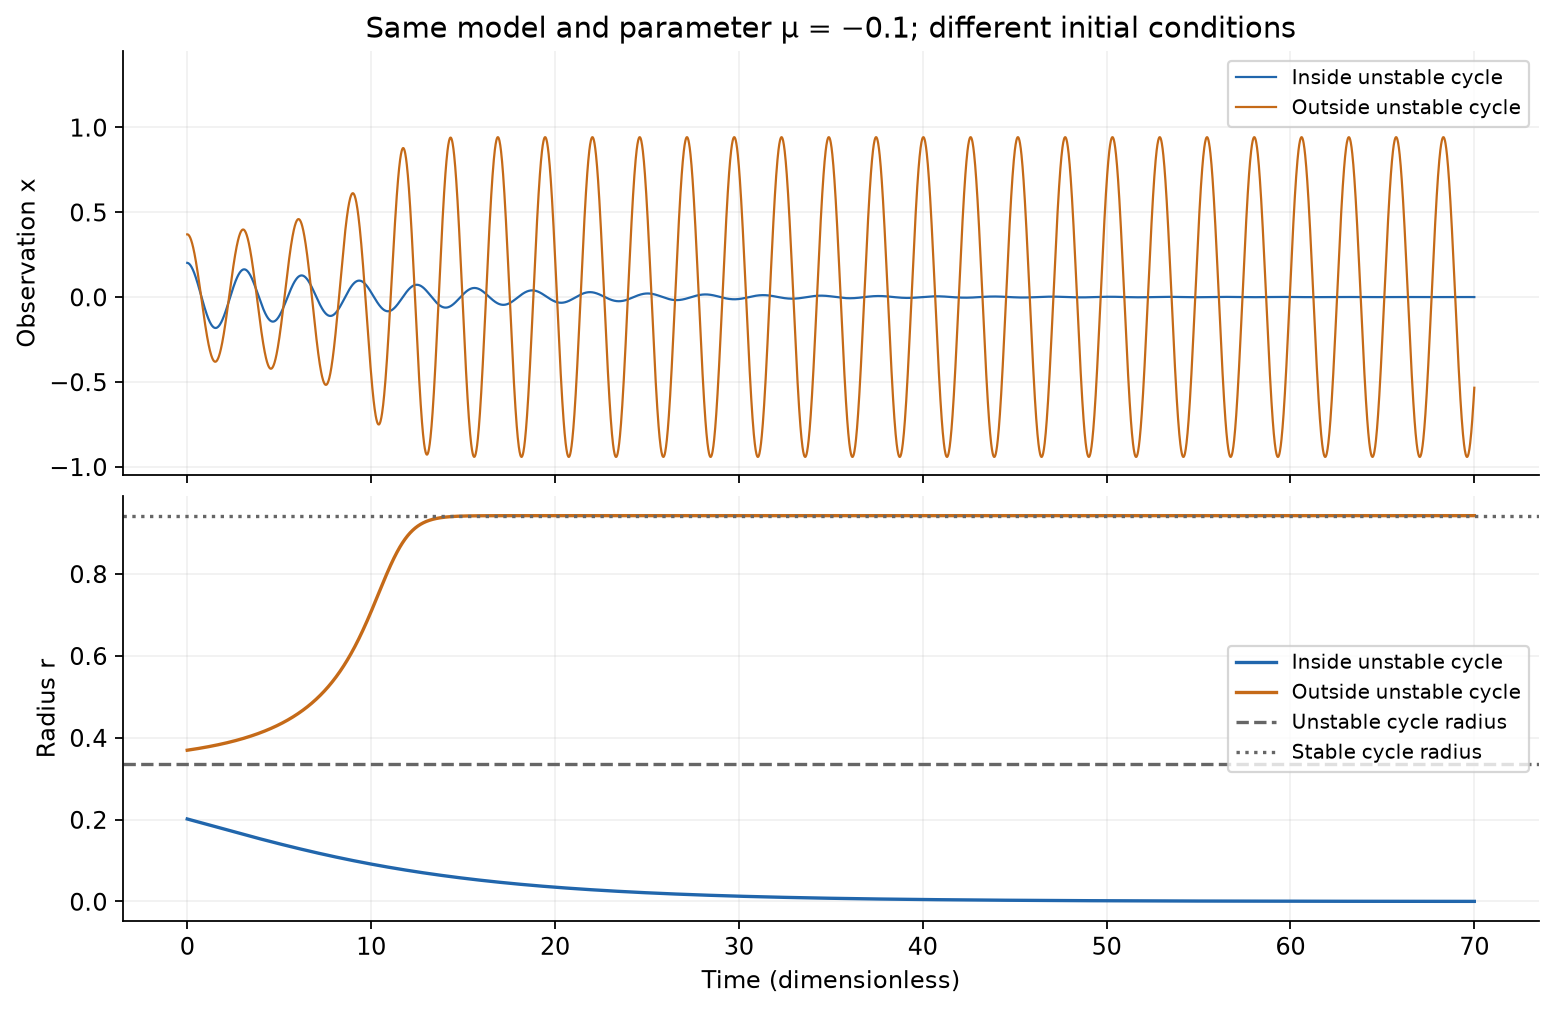 Same model and parameter μ = −0.1; different initial conditions
Inside unstable cycle
Outside unstable cycle
Observation x
1.0
0.5
0.0
−0.5
−1.0
Radius r
0.8
0.6
0.4
0.2
0.0
Inside unstable cycle
Outside unstable cycle
Unstable cycle radius
Stable cycle radius
0 10 20 30 40 50 60 70
Time (dimensionless)